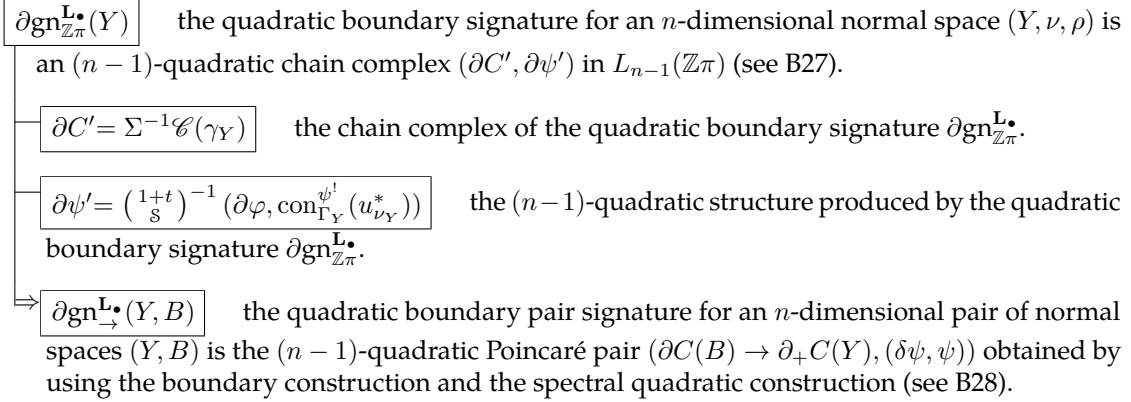 ∂gn^{L•}_{ℤπ}(Y) the quadratic boundary signature for an n-dimensional normal space (Y, ν, ρ) is
an (n − 1)-quadratic chain complex (∂C′, ∂ψ′) in L_{n−1}(ℤπ) (see B27).
∂C′= Σ^{−1}𝒞(γ_Y) the chain complex of the quadratic boundary signature ∂gn^{L•}_{ℤπ}.
∂ψ′= (^{1+t}_{𝒮})^{−1} (∂φ, con^{ψ^!}_{Γ_Y}(u^*_{ν_Y})) the (n−1)-quadratic structure produced by the quadratic
boundary signature ∂gn^{L•}_{ℤπ}.
∂gn^{L•}_{→}(Y, B) the quadratic boundary pair signature for an n-dimensional pair of normal
spaces (Y, B) is the (n − 1)-quadratic Poincaré pair (∂C(B) → ∂_+C(Y), (δψ, ψ)) obtained by
using the boundary construction and the spectral quadratic construction (see B28).